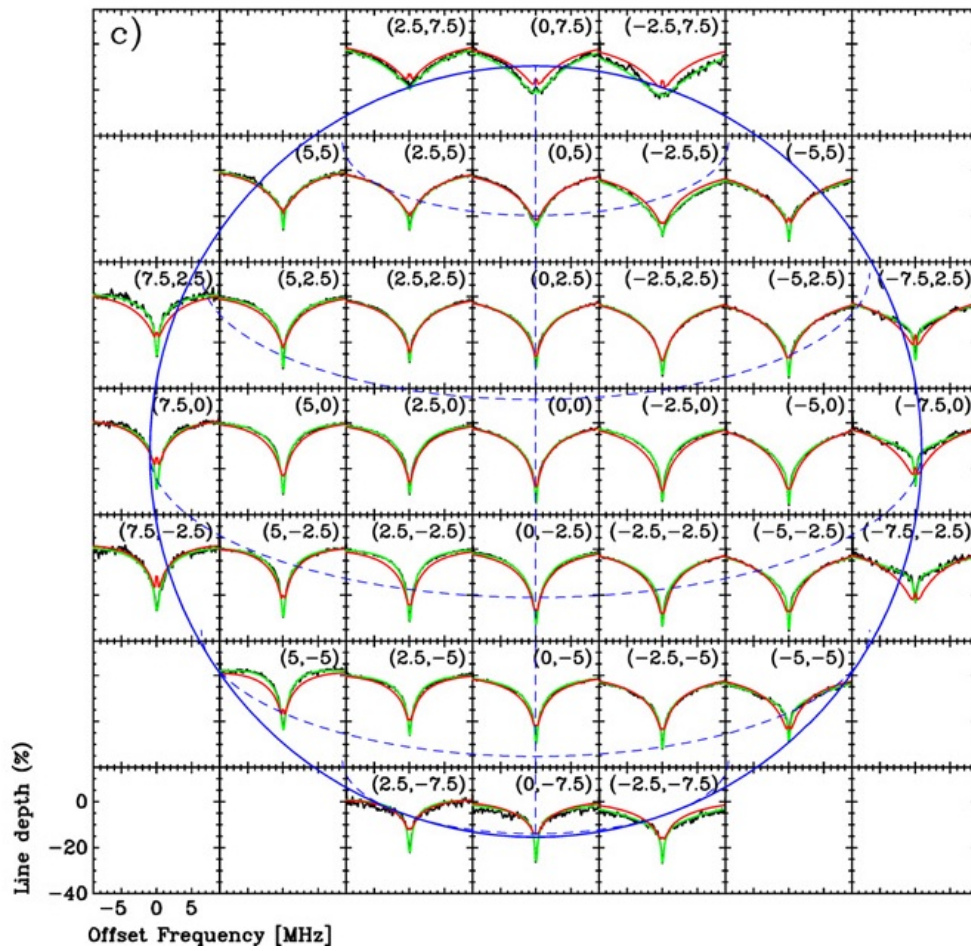 c)
(2.5,7.5) (0,7.5) (-2.5,7.5)
(5,5) (2.5,5) (0,5) (-2.5,5) (-5,5)
(7.5,2.5) (5,2.5) (2.5,2.5) (0,2.5) (-2.5,2.5) (-5,2.5) (-7.5,2.5)
(7.5,0) (5,0) (2.5,0) (0,0) (-2.5,0) (-5,0) (-7.5,0)
(7.5,-2.5) (5,-2.5) (2.5,-2.5) (0,-2.5) (-2.5,-2.5) (-5,-2.5) (-7.5,-2.5)
(5,-5) (2.5,-5) (0,-5) (-2.5,-5) (-5,-5)
(2.5,-7.5) (0,-7.5) (-2.5,-7.5)
Line depth (%)
0
-20
-40
-5 0 5
Offset Frequency [MHz]